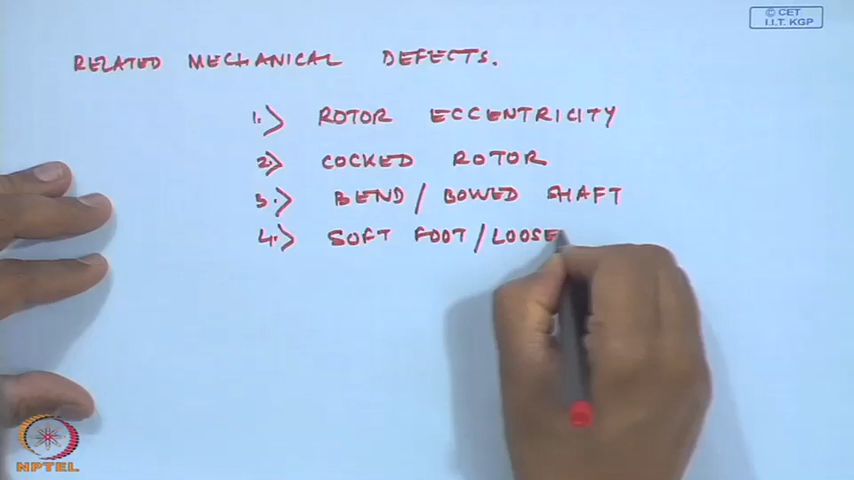 © CET
I.I.T. KGP
RELATED MECHANICAL DEFECTS.
1.) ROTOR ECCENTRICITY
2.) COCKED ROTOR
3.) BEND/BOWED SHAFT
4.) SOFT FOOT/LOOSE
NPTEL